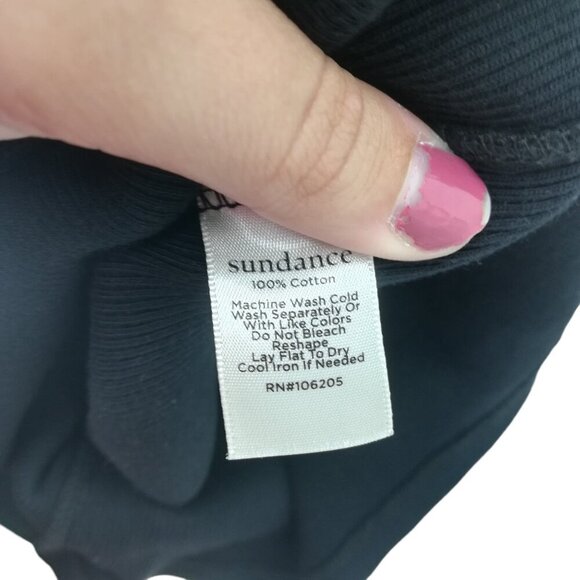 sundance
100% Cotton
Machine Wash Cold
Wash Separately Or
With Like Colors
Do Not Bleach
Reshape
Lay Flat To Dry
Cool Iron If Needed
RN#106205